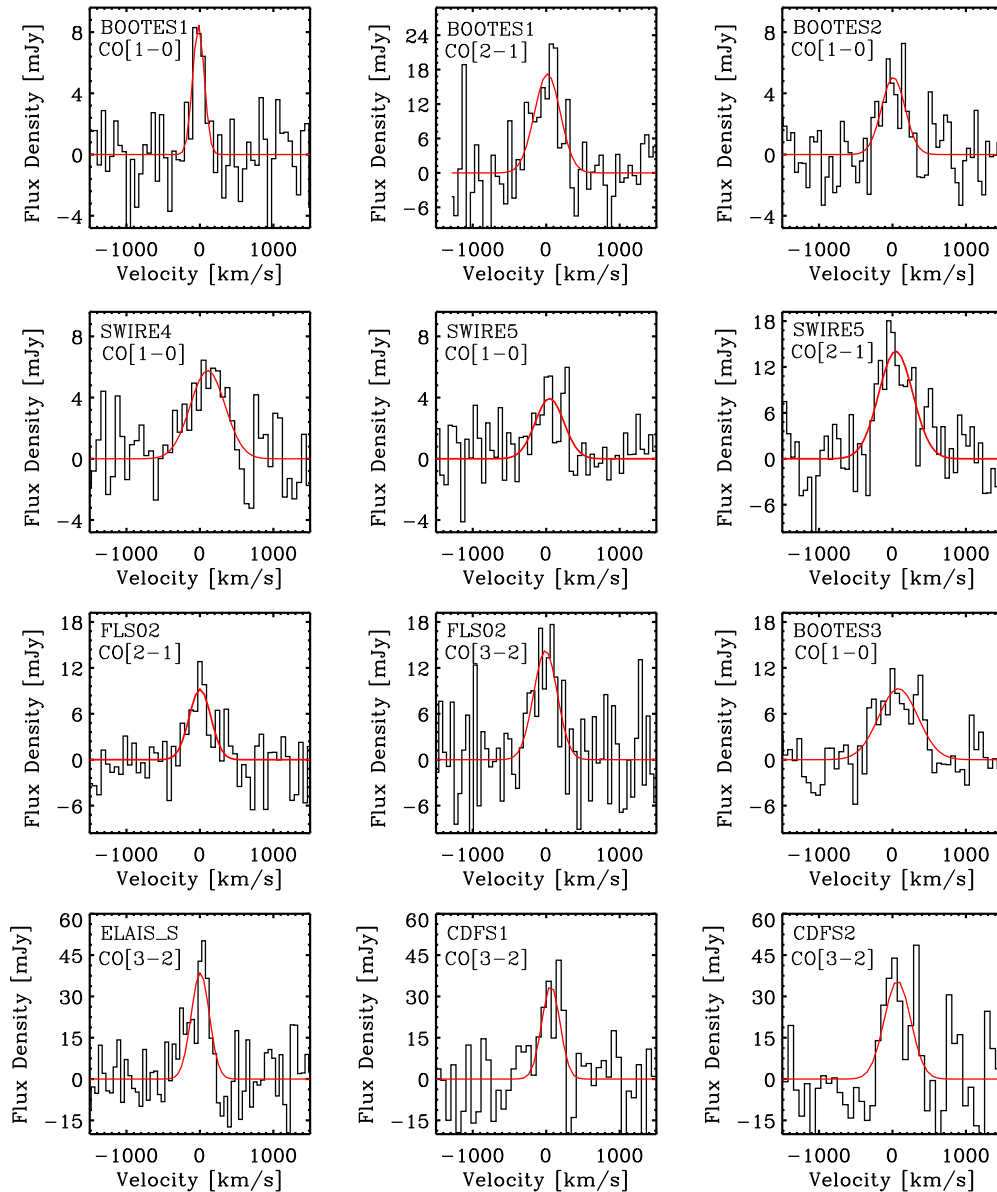 BOOTES1
CO[1-0]
Flux Density [mJy]
8
4
0
-4
-1000 0 1000
Velocity [km/s]
BOOTES1
CO[2-1]
Flux Density [mJy]
24
18
12
6
0
-6
-1000 0 1000
Velocity [km/s]
BOOTES2
CO[1-0]
Flux Density [mJy]
8
4
0
-4
-1000 0 1000
Velocity [km/s]
SWIRE4
CO[1-0]
Flux Density [mJy]
8
4
0
-4
-1000 0 1000
Velocity [km/s]
SWIRE5
CO[1-0]
Flux Density [mJy]
8
4
0
-4
-1000 0 1000
Velocity [km/s]
SWIRE5
CO[2-1]
Flux Density [mJy]
18
12
6
0
-6
-1000 0 1000
Velocity [km/s]
FLS02
CO[2-1]
Flux Density [mJy]
18
12
6
0
-6
-1000 0 1000
Velocity [km/s]
FLS02
CO[3-2]
Flux Density [mJy]
18
12
6
0
-6
-1000 0 1000
Velocity [km/s]
BOOTES3
CO[1-0]
Flux Density [mJy]
18
12
6
0
-6
-1000 0 1000
Velocity [km/s]
ELAIS_S
CO[3-2]
Flux Density [mJy]
60
45
30
15
0
-15
-1000 0 1000
Velocity [km/s]
CDFS1
CO[3-2]
Flux Density [mJy]
60
45
30
15
0
-15
-1000 0 1000
Velocity [km/s]
CDFS2
CO[3-2]
Flux Density [mJy]
60
45
30
15
0
-15
-1000 0 1000
Velocity [km/s]